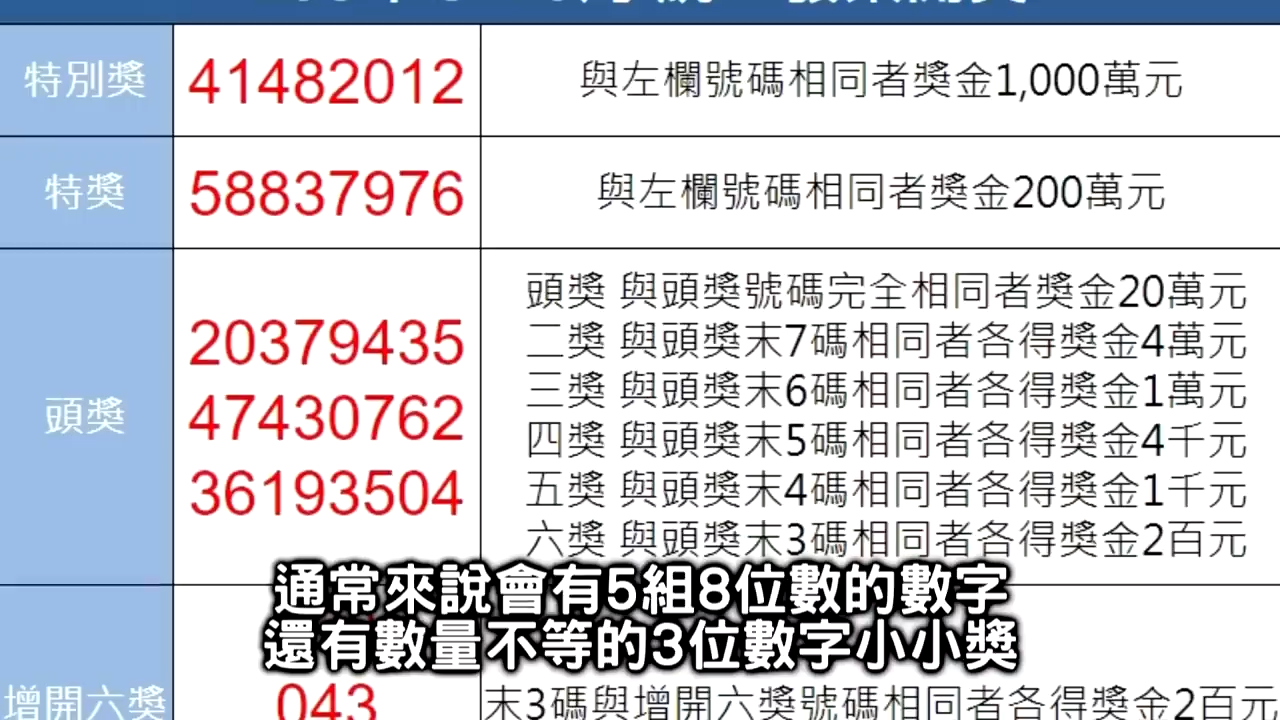 特別獎
41482012
與左欄號碼相同者獎金1,000萬元
特獎
58837976
與左欄號碼相同者獎金200萬元
頭獎
20379435
47430762
36193504
頭獎 與頭獎號碼完全相同者獎金20萬元
二獎 與頭獎末7碼相同者各得獎金4萬元
三獎 與頭獎末6碼相同者各得獎金1萬元
四獎 與頭獎末5碼相同者各得獎金4千元
五獎 與頭獎末4碼相同者各得獎金1千元
六獎 與頭獎末3碼相同者各得獎金2百元
通常來說會有5組8位數的數字
還有數量不等的3位數字小小獎
增開六獎
043
末3碼與增開六獎號碼相同者各得獎金2百元